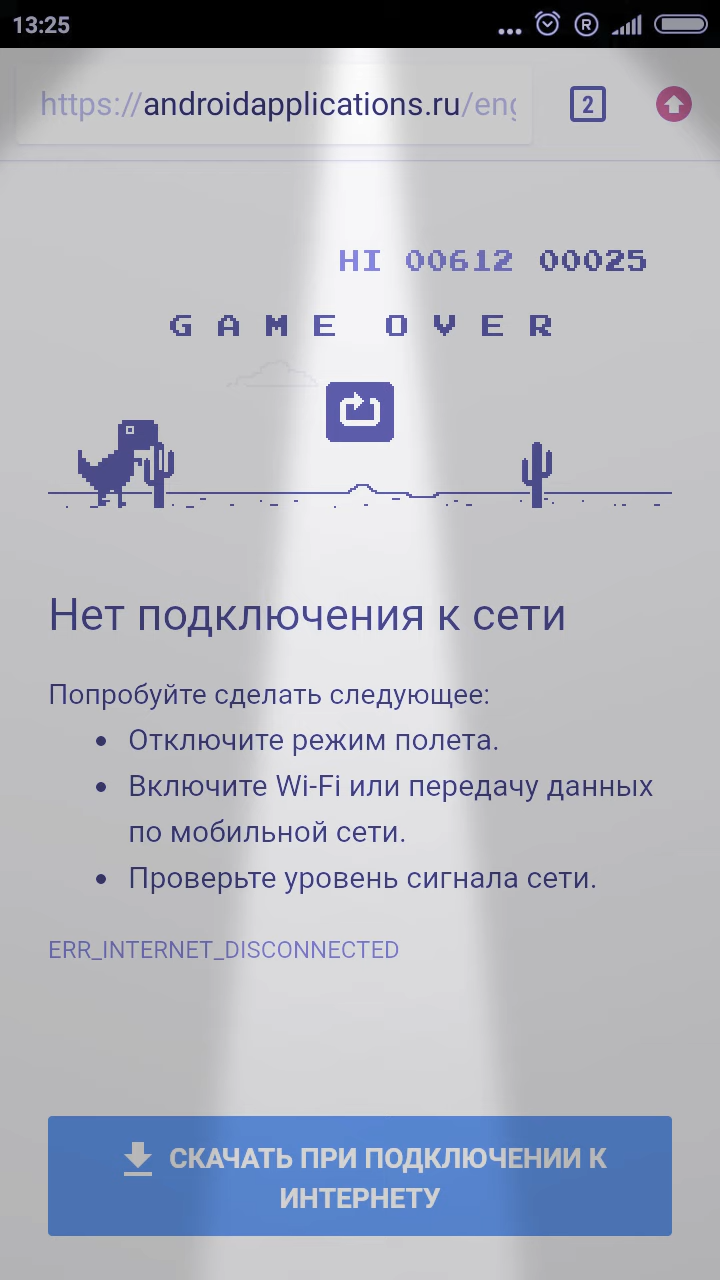 13:25
https://androidapplications.ru/eng
2
HI 00612 00025
GAME OVER
Нет подключения к сети
Попробуйте сделать следующее:
Отключите режим полета.
Включите Wi-Fi или передачу данных
по мобильной сети.
Проверьте уровень сигнала сети.
ERR_INTERNET_DISCONNECTED
СКАЧАТЬ ПРИ ПОДКЛЮЧЕНИИ К
ИНТЕРНЕТУ